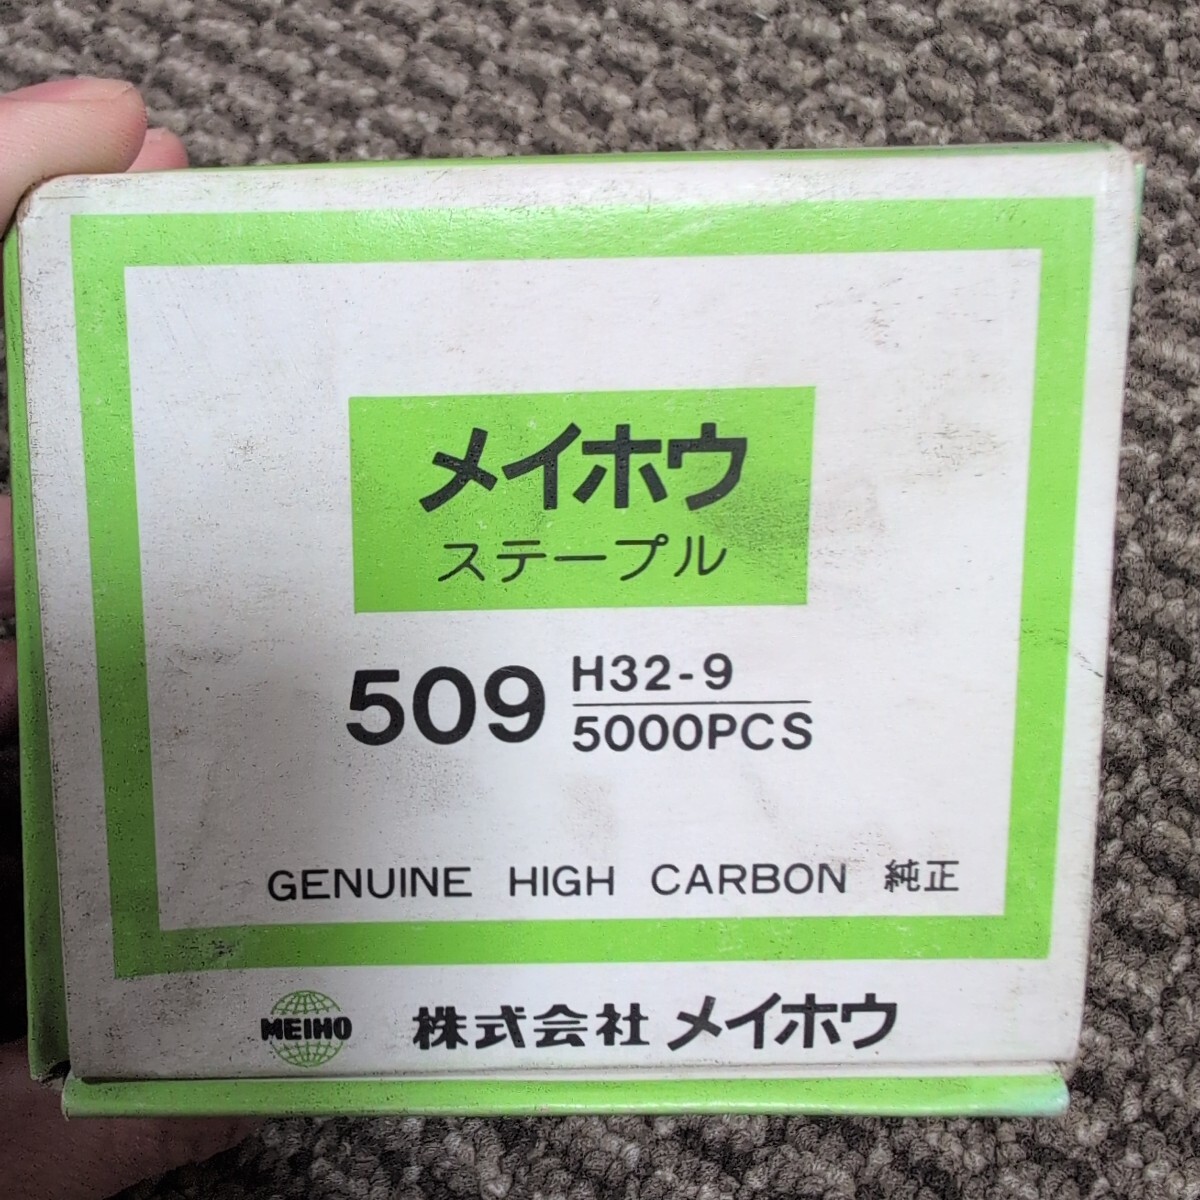 メイホウ
ステープル
509 H32-9
5000PCS
GENUINE HIGH CARBON 純正
MEIHO 株式会社メイホウ